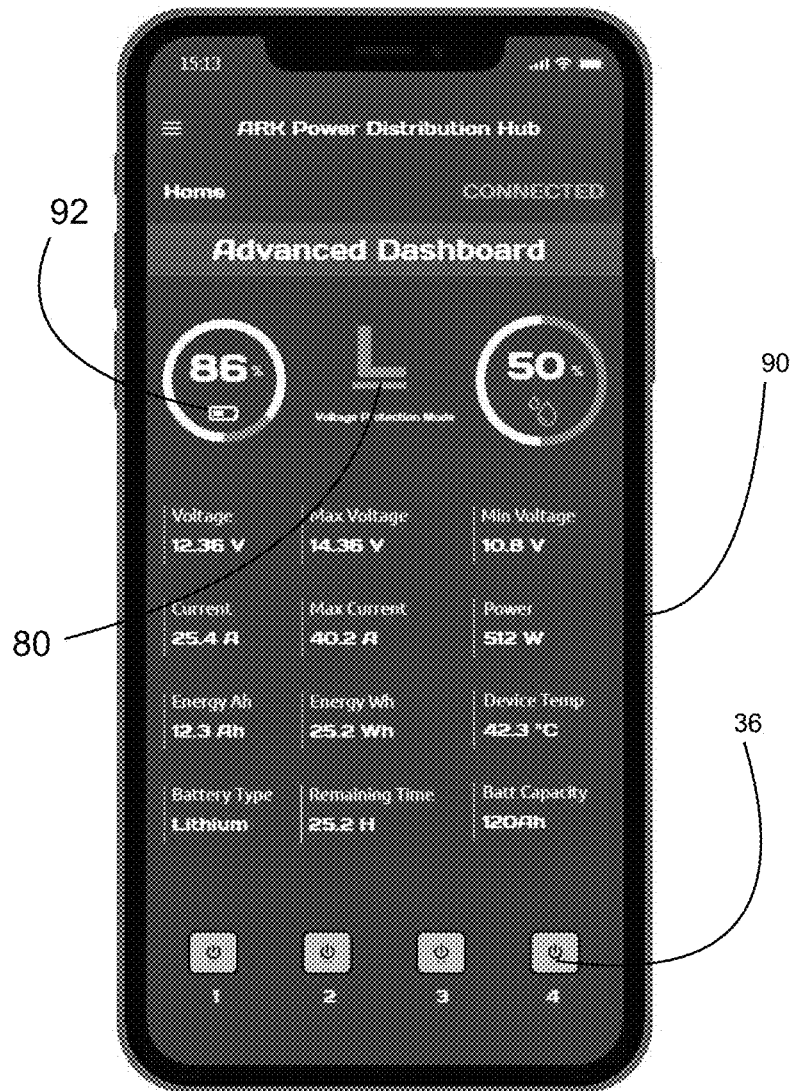 15:13
ARK Power Distribution Hub
Home CONNECTED
92
Advanced Dashboard
86 % L 50 %
90
Voltage Protection Mode
Voltage Max Voltage Min Voltage
12.36 V 14.36 V 10.8 V
Current Max Current Power
25.4 A 40.2 A 512 W
80
Energy Ah Energy Wh Device Temp
12.3 Ah 25.2 Wh 42.3 °C
36
Battery Type Remaining Time Batt Capacity
Lithium 25.2 H 120Ah
1 2 3 4